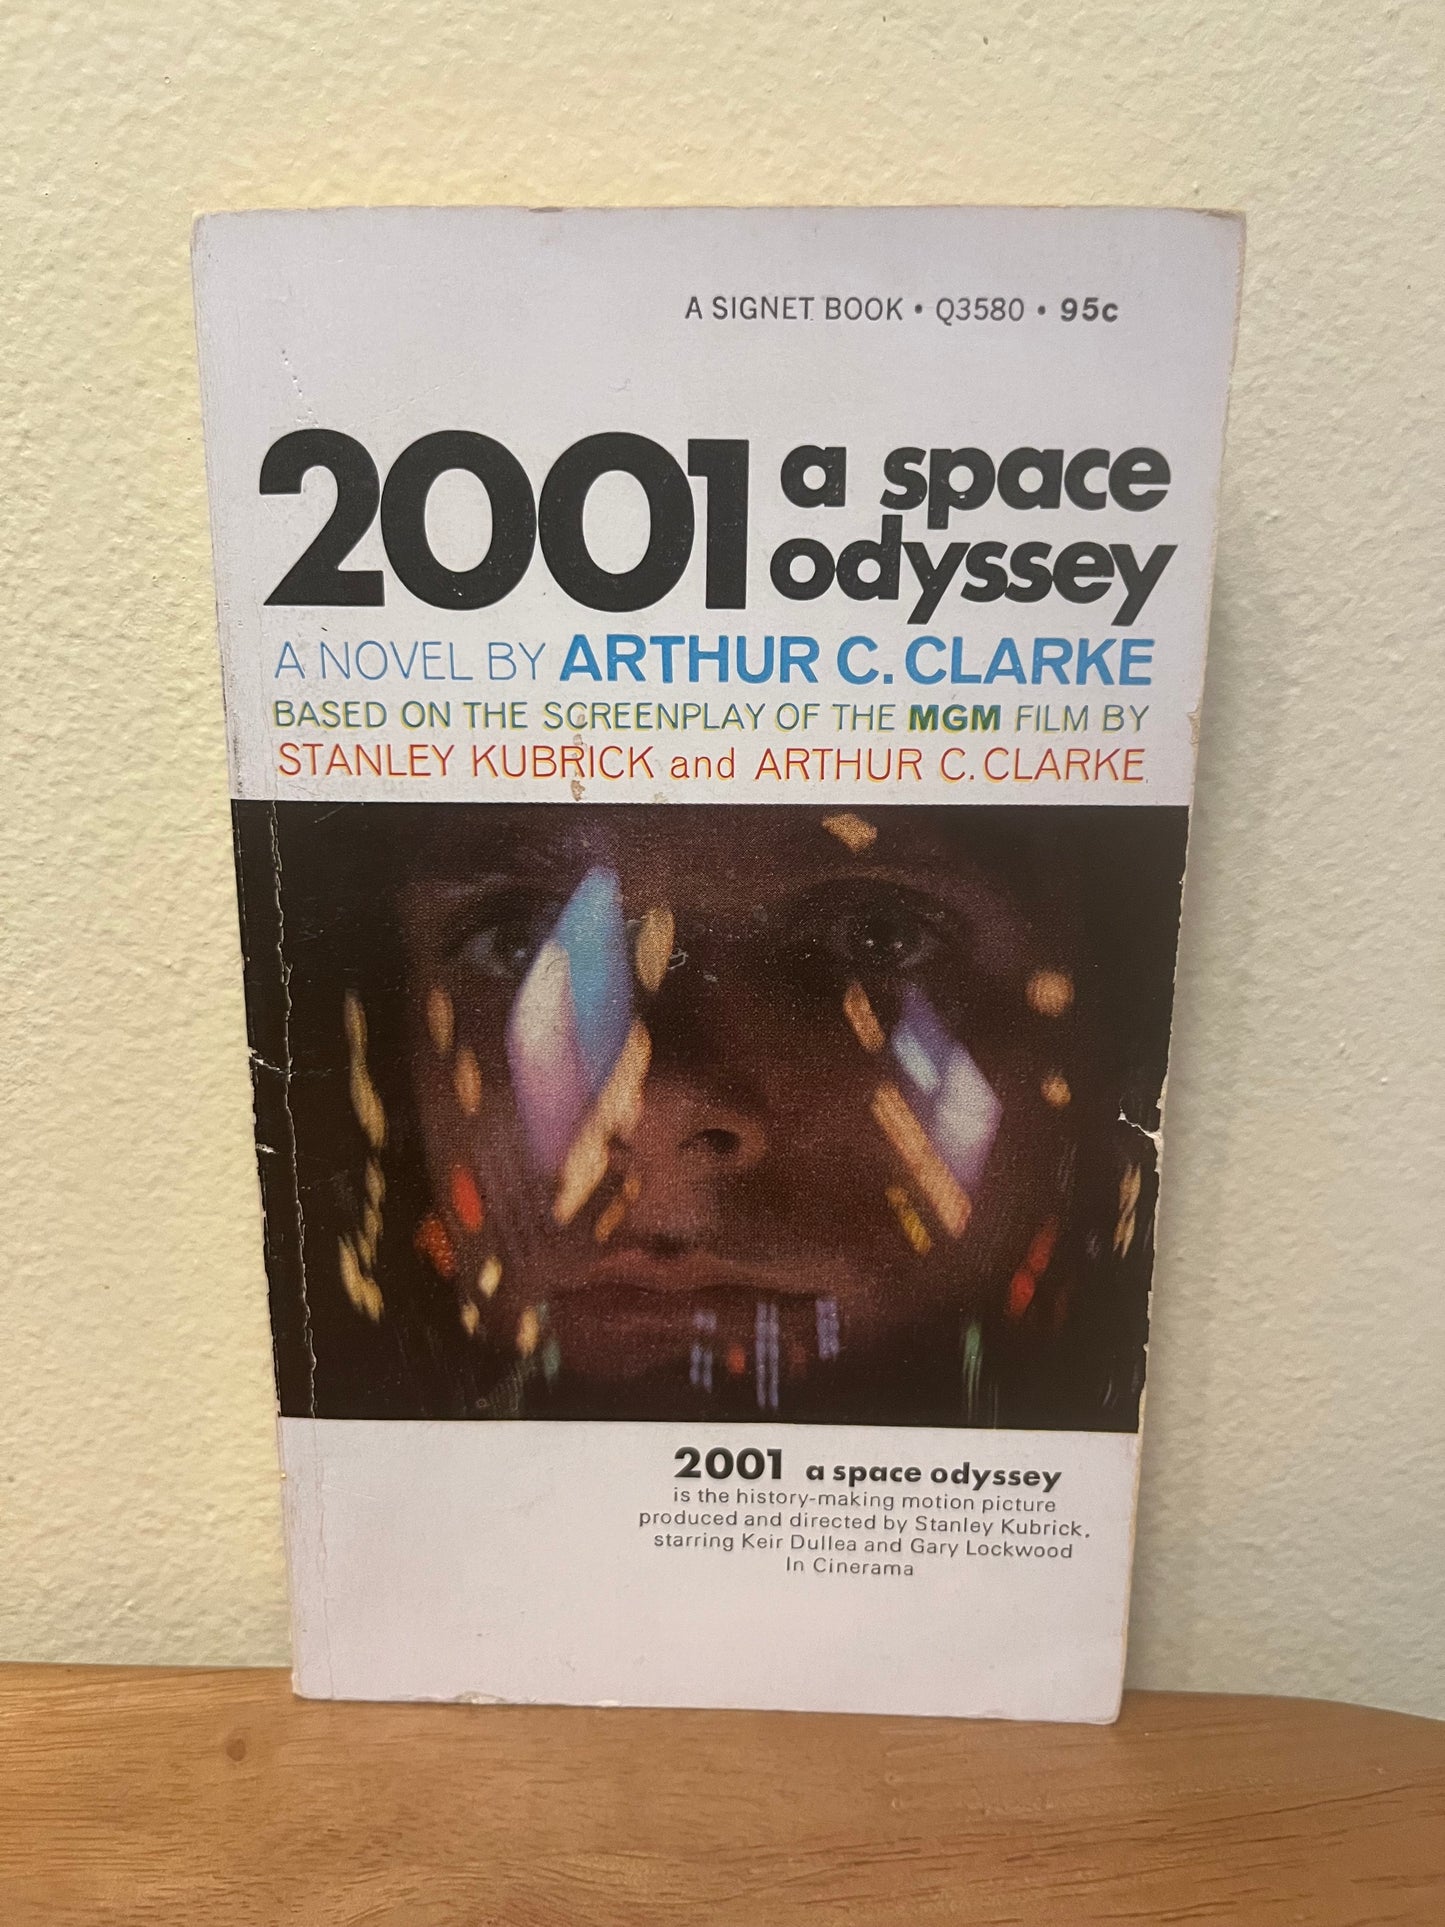 A SIGNET BOOK • Q3580 • 95c
2001 a space
odyssey
A NOVEL BY ARTHUR C. CLARKE
BASED ON THE SCREENPLAY OF THE MGM FILM BY
STANLEY KUBRICK and ARTHUR C. CLARKE
2001 a space odyssey
is the history-making motion picture
produced and directed by Stanley Kubrick,
starring Keir Dullea and Gary Lockwood
In Cinerama